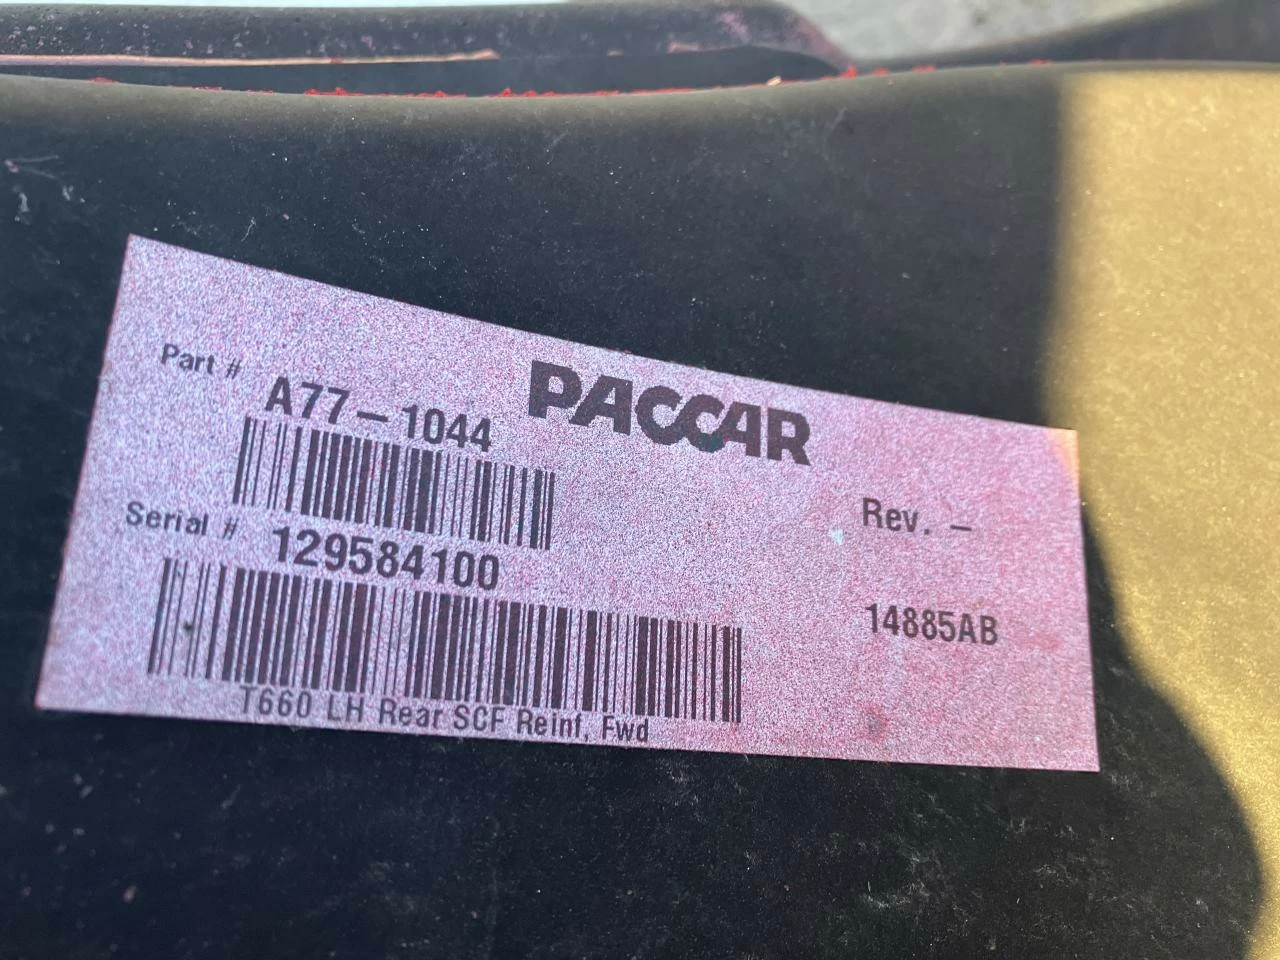 Part # A77-1044
PACCAR
Rev. -
Serial # 129584100
14885AB
T660 LH Rear SCF Reinf, Fwd